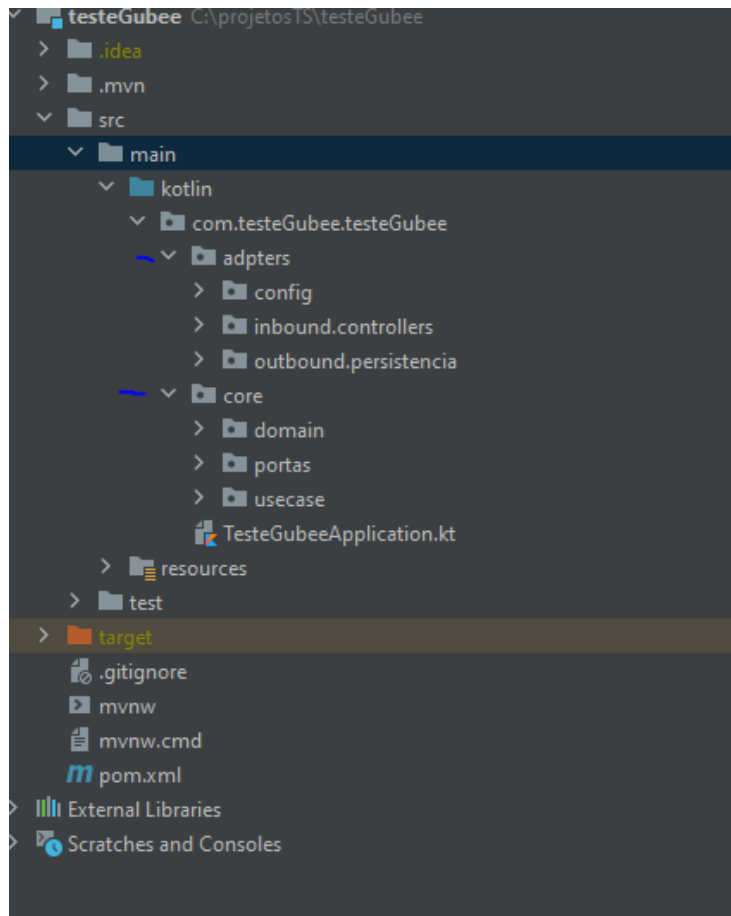 testeGubee C:\projetosTS\testeGubee
.idea
.mvn
src
main
kotlin
com.testeGubee.testeGubee
adpters
config
inbound.controllers
outbound.persistencia
core
domain
portas
usecase
TesteGubeeApplication.kt
resources
test
target
.gitignore
mvnw
mvnw.cmd
m pom.xml
External Libraries
Scratches and Consoles